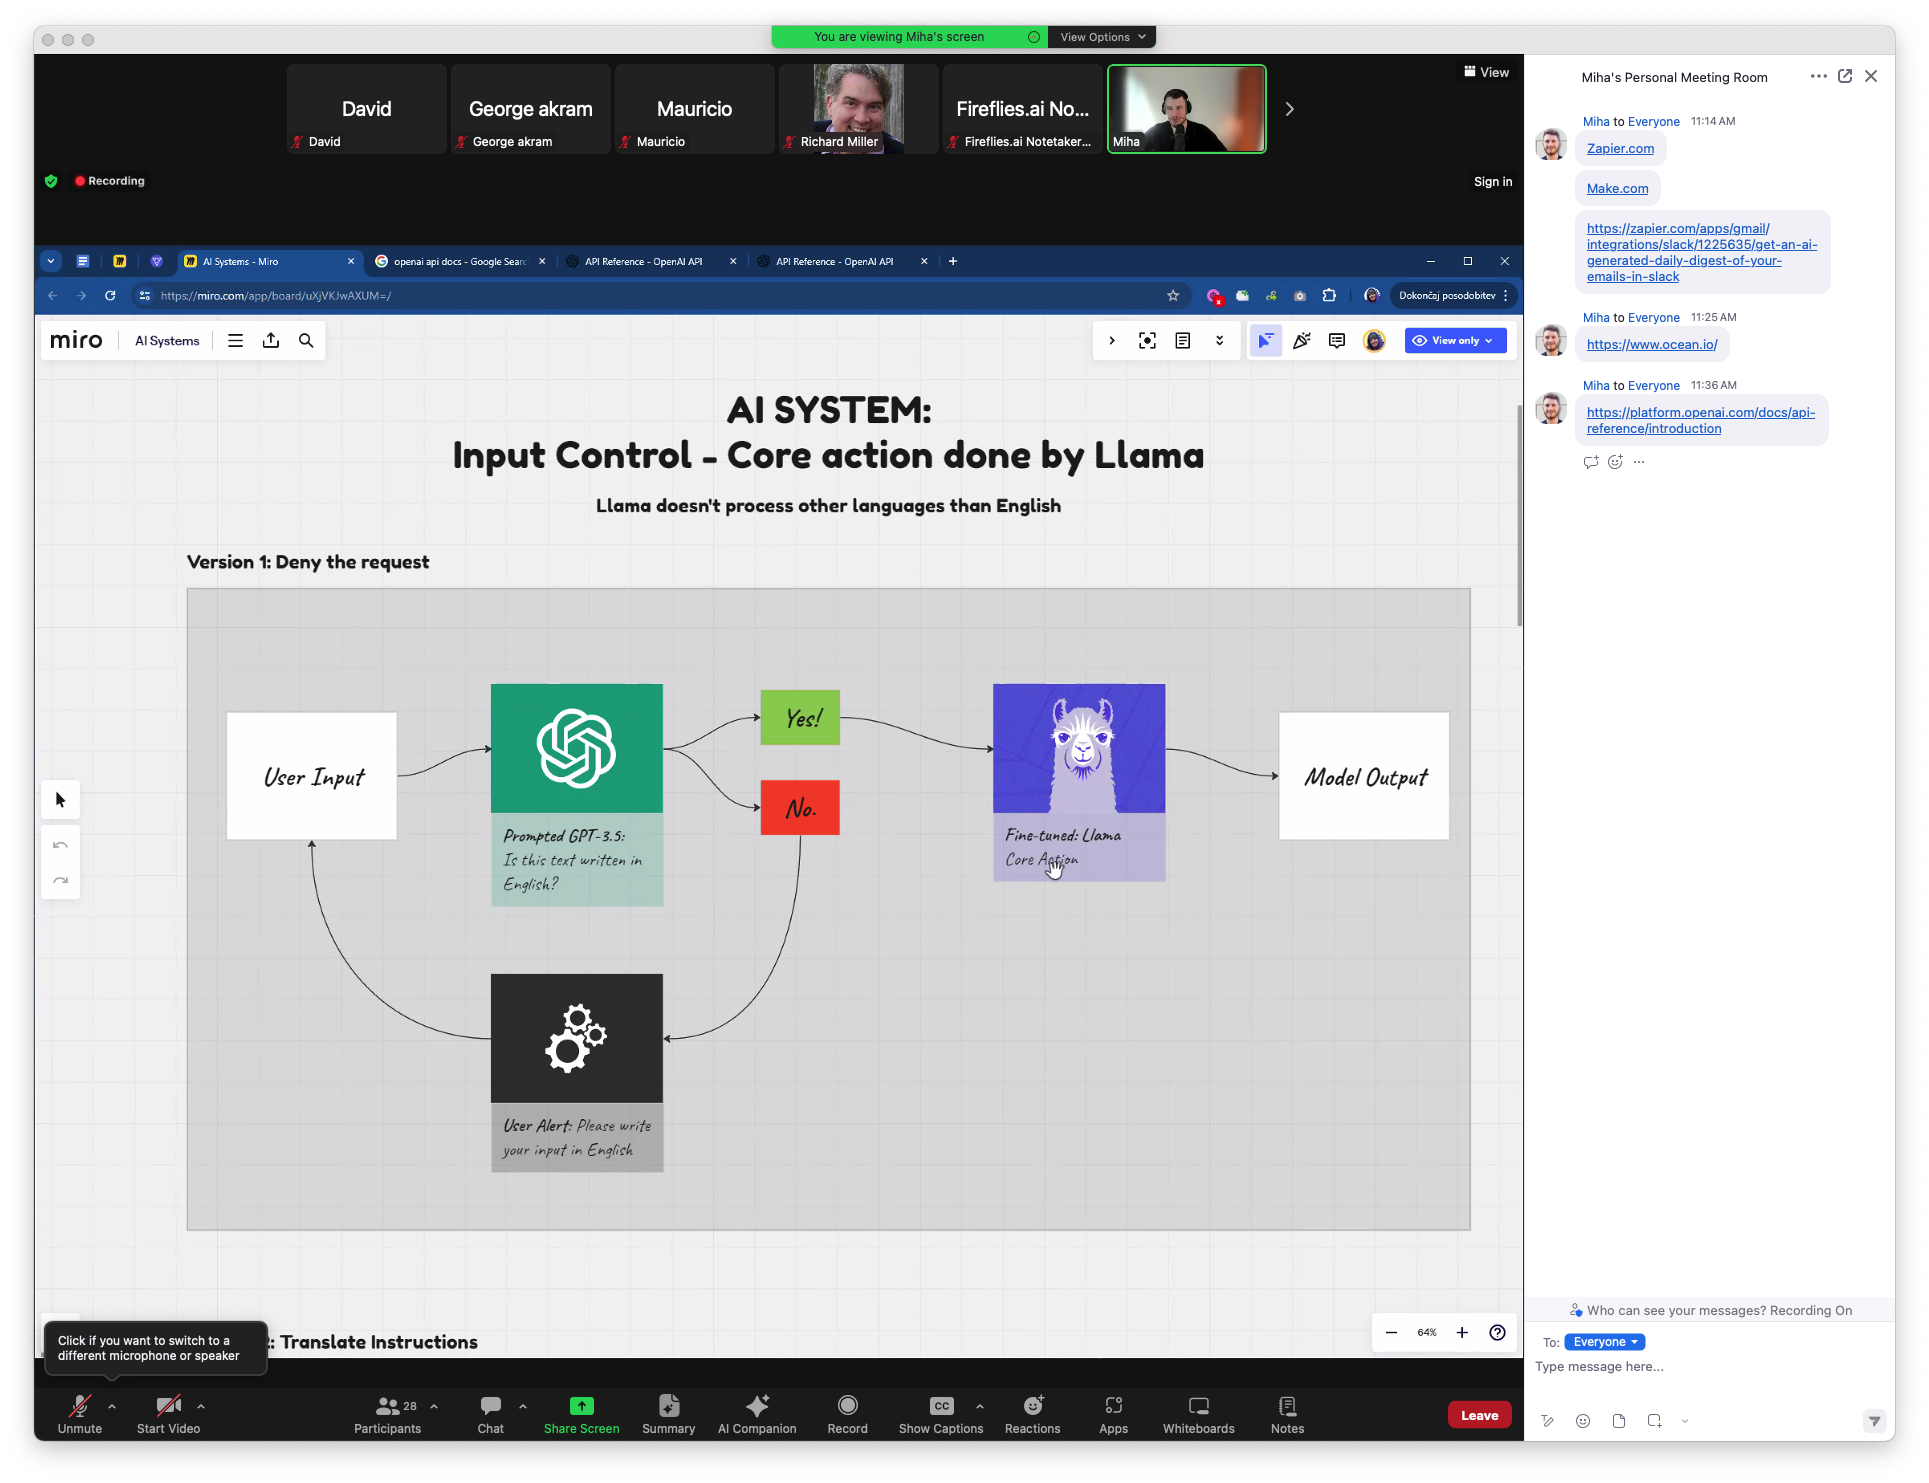 You are viewing Miha's screen
View Options
David
George akram
Mauricio
Fireflies.ai No...
David
George akram
Mauricio
Richard Miller
Fireflies.ai Notetaker...
Miha
View
Recording
Sign in
AI Systems - Miro
openai api docs - Google Searc
API Reference - OpenAI API
API Reference - OpenAI API
https://miro.com/app/board/uXjVKJwAXUM=/
Dokončaj posodobitev
miro
AI Systems
View only
AI SYSTEM:
Input Control - Core action done by Llama
Llama doesn't process other languages than English
Version 1: Deny the request
User Input
Yes!
No.
Model Output
Prompted GPT-3.5:
Is this text written in
English?
Fine-tuned: Llama
Core Action
User Alert: Please write
your input in English
2: Translate Instructions
Click if you want to switch to a
different microphone or speaker
64%
Unmute
Start Video
28
Participants
Chat
Share Screen
Summary
AI Companion
Record
CC
Show Captions
Reactions
Apps
Whiteboards
Notes
Leave
Miha's Personal Meeting Room
Miha to Everyone 11:14 AM
Zapier.com
Make.com
https://zapier.com/apps/gmail/
integrations/slack/1225635/get-an-ai-
generated-daily-digest-of-your-
emails-in-slack
Miha to Everyone 11:25 AM
https://www.ocean.io/
Miha to Everyone 11:36 AM
https://platform.openai.com/docs/api-
reference/introduction
Who can see your messages? Recording On
To: Everyone
Type message here...